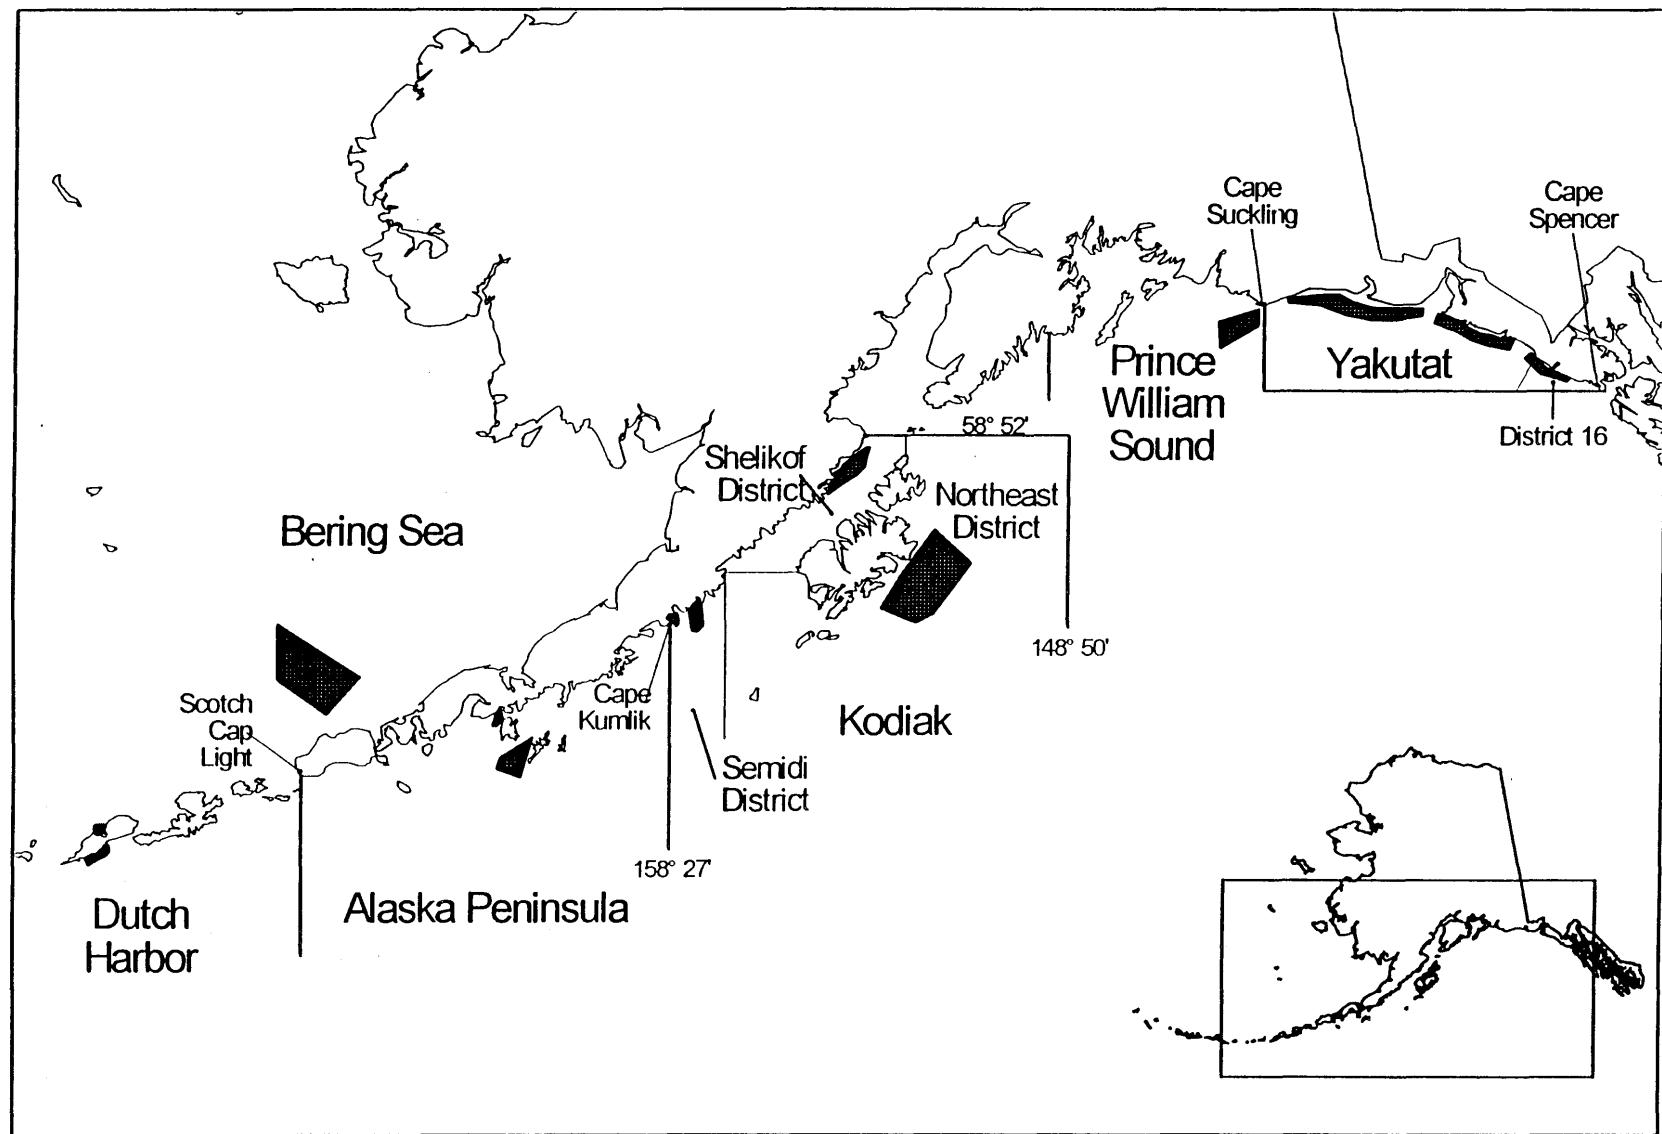 Cape
Suckling
Cape
Spencer
Prince
William
Sound
Yakutat
District 16
58° 52'
Shelikof
District
Northeast
District
Bering Sea
148° 50'
Scotch
Cap
Light
Cape
Kumlik
Kodiak
Semidi
District
158° 27'
Dutch
Harbor
Alaska Peninsula